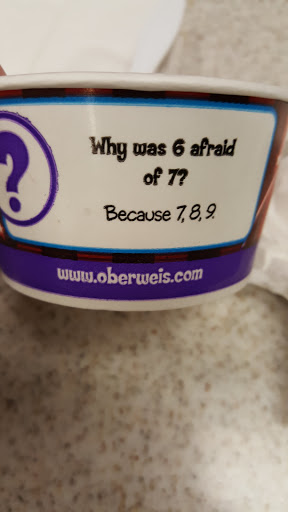 ?
Why was 6 afraid
of 7?
Because 7, 8, 9.
www.oberweis.com